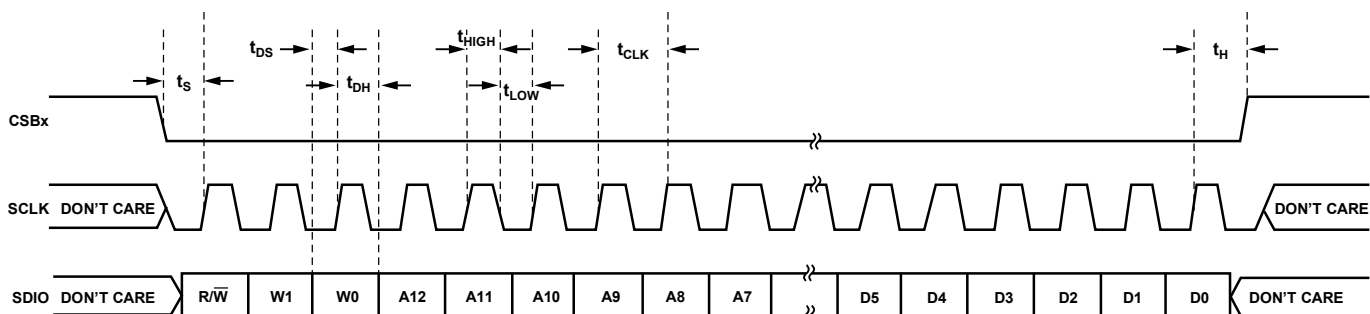 tDS
tHIGH
tCLK
tH
tS
tDH
tLOW
CSBx
SCLK DON'T CARE DON'T CARE
SDIO DON'T CARE R/W̅ W1 W0 A12 A11 A10 A9 A8 A7 D5 D4 D3 D2 D1 D0 DON'T CARE